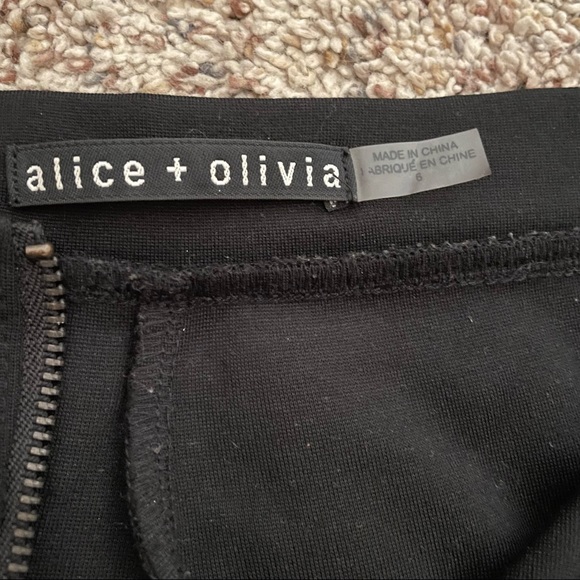 alice + olivia
MADE IN CHINA
FABRIQUÉ EN CHINE
6